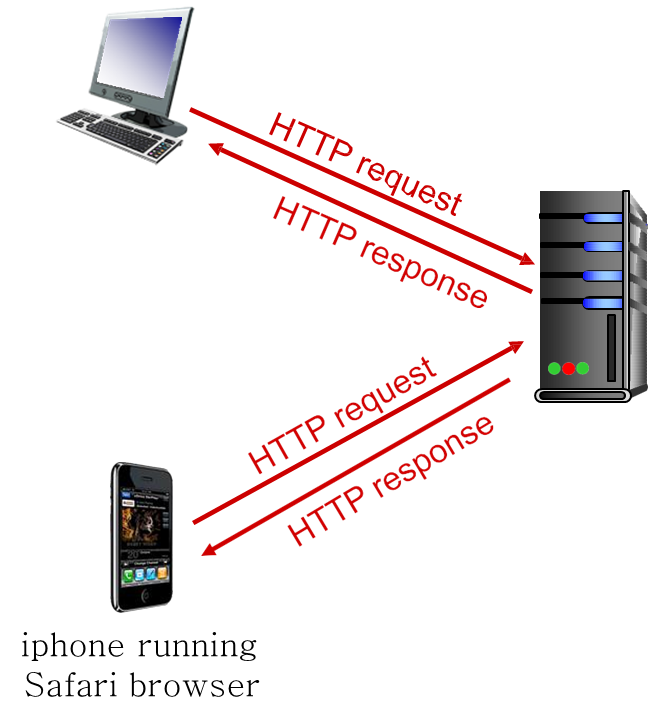 HTTP request
HTTP response
HTTP request
HTTP response
iphone running
Safari browser